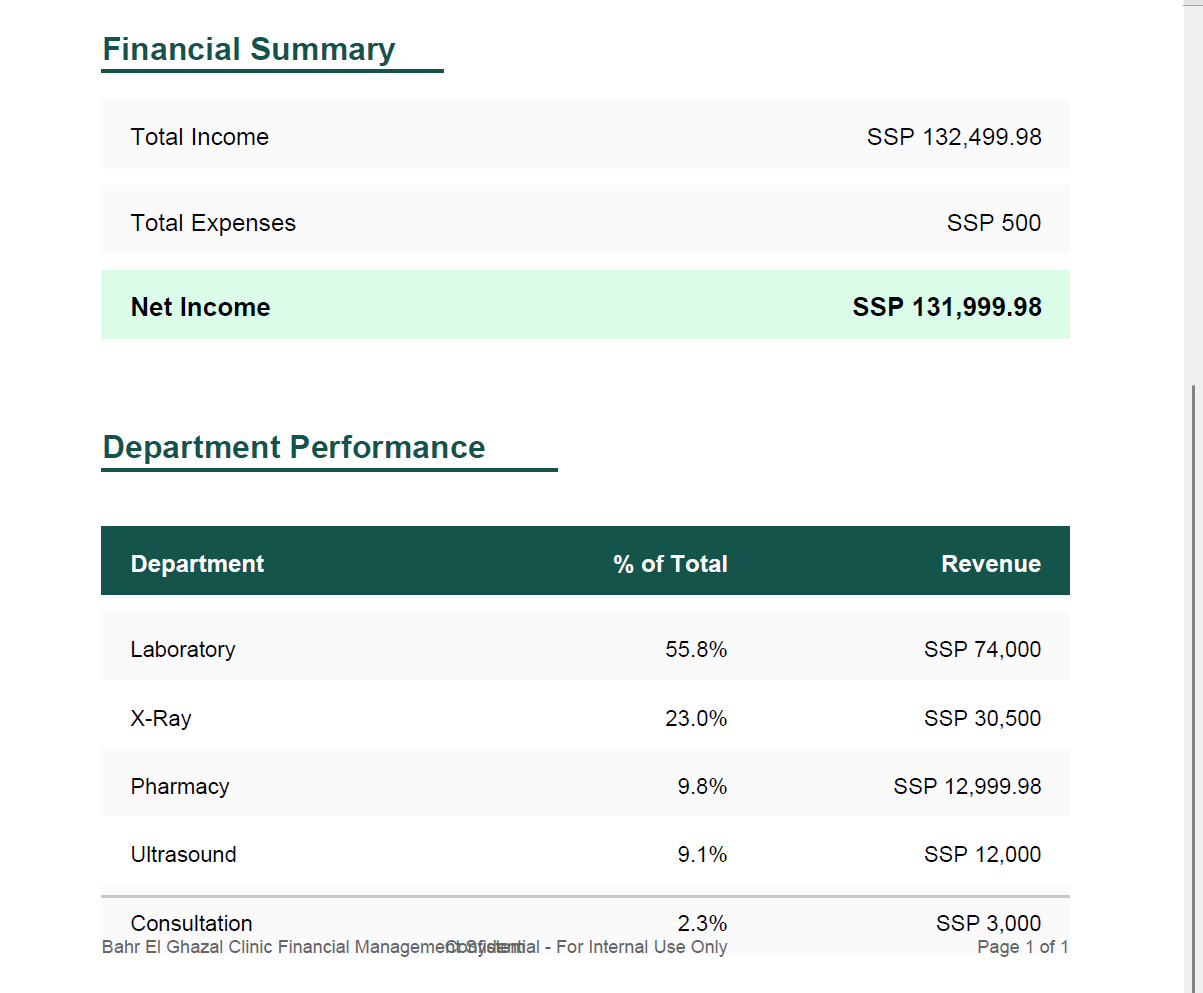 Financial Summary
Total Income SSP 132,499.98
Total Expenses SSP 500
Net Income SSP 131,999.98
Department Performance
Department % of Total Revenue
Laboratory 55.8% SSP 74,000
X-Ray 23.0% SSP 30,500
Pharmacy 9.8% SSP 12,999.98
Ultrasound 9.1% SSP 12,000
Consultation 2.3% SSP 3,000
Bahr El Ghazal Clinic Financial Management System Confidential - For Internal Use Only Page 1 of 1